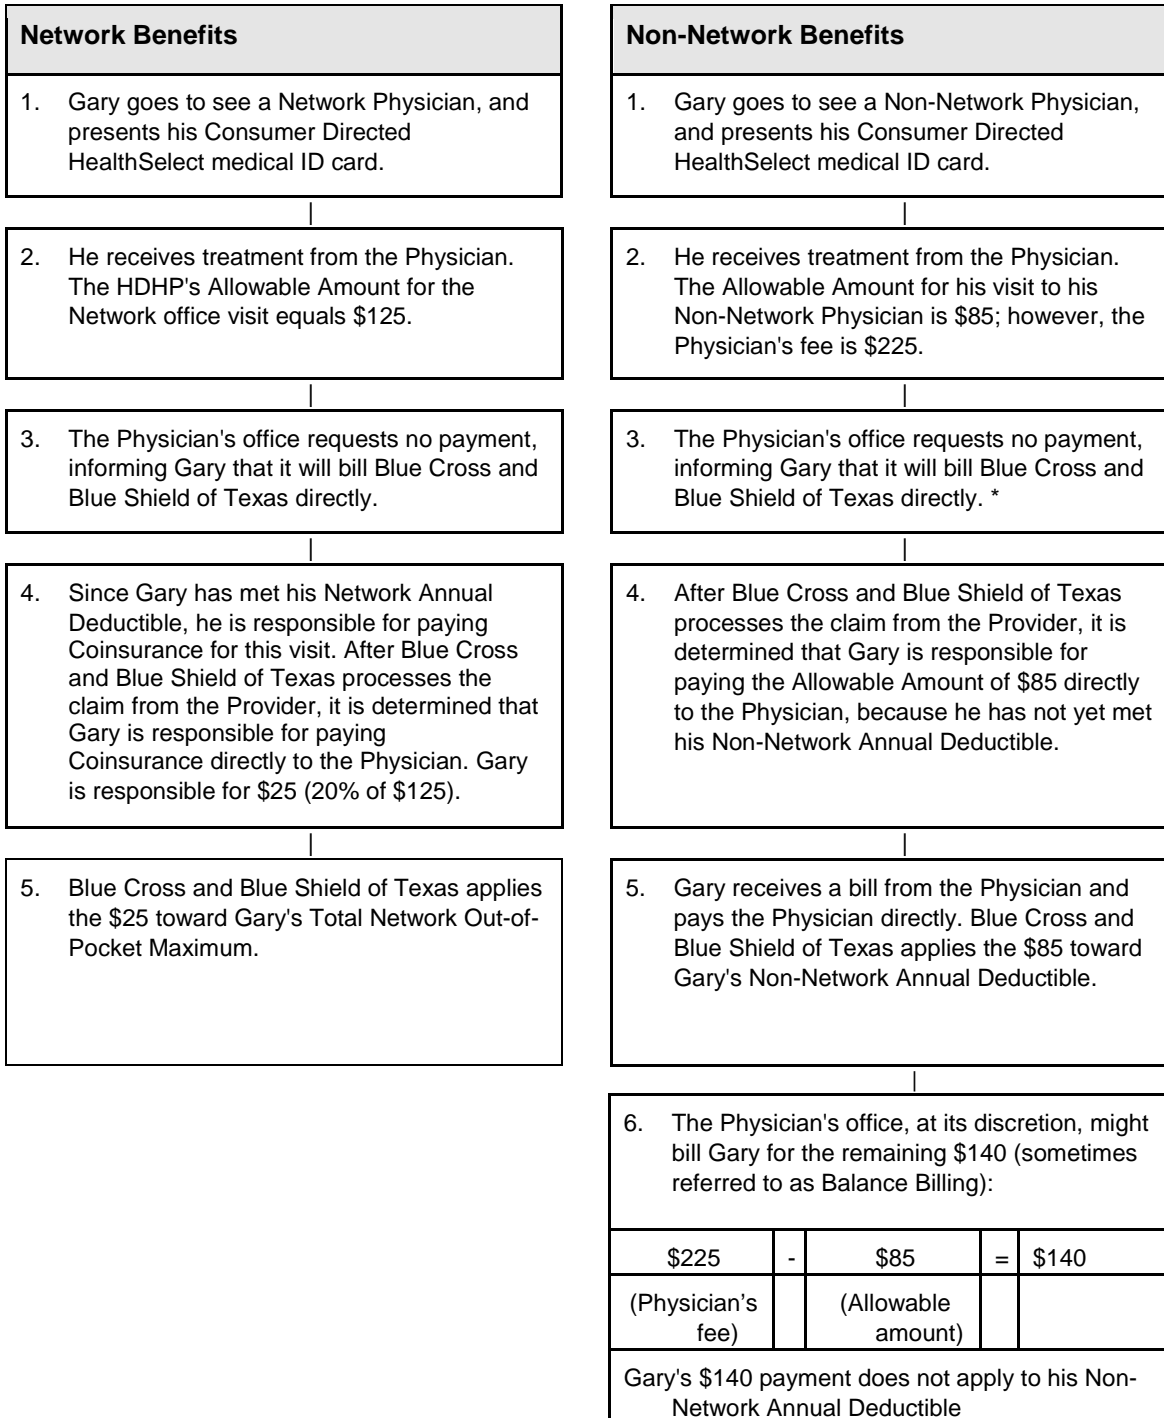 Network Benefits
1. Gary goes to see a Network Physician, and
presents his Consumer Directed
HealthSelect medical ID card.
2. He receives treatment from the Physician.
The HDHP's Allowable Amount for the
Network office visit equals $125.
3. The Physician's office requests no payment,
informing Gary that it will bill Blue Cross and
Blue Shield of Texas directly.
4. Since Gary has met his Network Annual
Deductible, he is responsible for paying
Coinsurance for this visit. After Blue Cross
and Blue Shield of Texas processes the
claim from the Provider, it is determined that
Gary is responsible for paying
Coinsurance directly to the Physician. Gary
is responsible for $25 (20% of $125).
5. Blue Cross and Blue Shield of Texas applies
the $25 toward Gary's Total Network Out-of-
Pocket Maximum.
Non-Network Benefits
1. Gary goes to see a Non-Network Physician,
and presents his Consumer Directed
HealthSelect medical ID card.
2. He receives treatment from the Physician.
The Allowable Amount for his visit to his
Non-Network Physician is $85; however, the
Physician's fee is $225.
3. The Physician's office requests no payment,
informing Gary that it will bill Blue Cross and
Blue Shield of Texas directly. *
4. After Blue Cross and Blue Shield of Texas
processes the claim from the Provider, it is
determined that Gary is responsible for
paying the Allowable Amount of $85 directly
to the Physician, because he has not yet met
his Non-Network Annual Deductible.
5. Gary receives a bill from the Physician and
pays the Physician directly. Blue Cross and
Blue Shield of Texas applies the $85 toward
Gary's Non-Network Annual Deductible.
6. The Physician's office, at its discretion, might
bill Gary for the remaining $140 (sometimes
referred to as Balance Billing):
$225 - $85 = $140
(Physician’s (Allowable
fee) amount)
Gary's $140 payment does not apply to his Non-
Network Annual Deductible